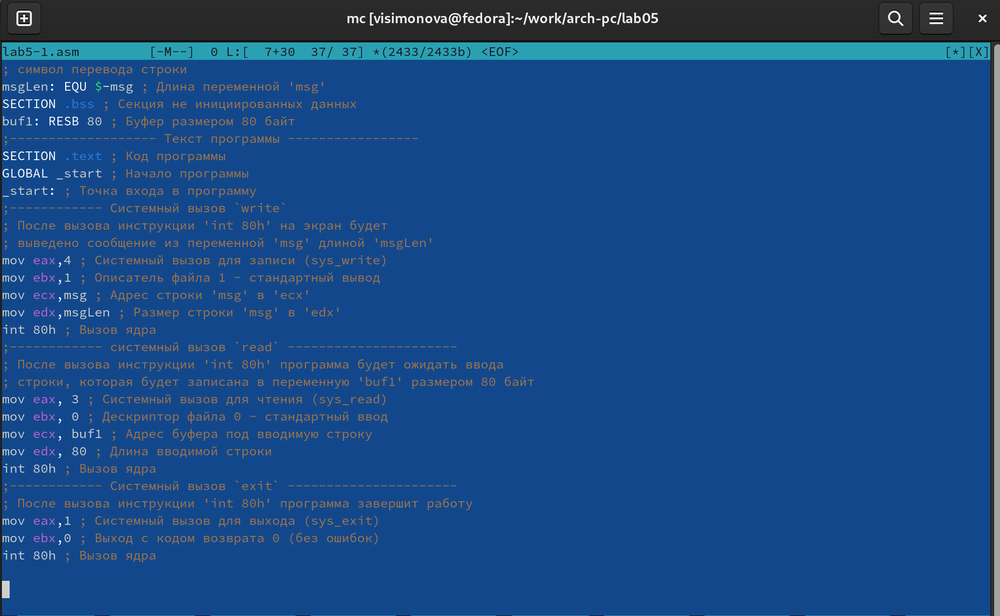 mc [visimonova@fedora]:~/work/arch-pc/lab05
lab5-1.asm [-M--] 0 L:[ 7+30 37/ 37] *(2433/2433b) <EOF> [*][X]
; символ перевода строки
msgLen: EQU $-msg ; Длина переменной 'msg'
SECTION .bss ; Секция не инициированных данных
buf1: RESB 80 ; Буфер размером 80 байт
;------------------- Текст программы -----------------
SECTION .text ; Код программы
GLOBAL _start ; Начало программы
_start: ; Точка входа в программу
;------------ Системный вызов `write`
; После вызова инструкции 'int 80h' на экран будет
; выведено сообщение из переменной 'msg' длиной 'msgLen'
mov eax,4 ; Системный вызов для записи (sys_write)
mov ebx,1 ; Описатель файла 1 - стандартный вывод
mov ecx,msg ; Адрес строки 'msg' в 'ecx'
mov edx,msgLen ; Размер строки 'msg' в 'edx'
int 80h ; Вызов ядра
;------------ системный вызов `read` ----------------------
; После вызова инструкции 'int 80h' программа будет ожидать ввода
; строки, которая будет записана в переменную 'buf1' размером 80 байт
mov eax, 3 ; Системный вызов для чтения (sys_read)
mov ebx, 0 ; Дескриптор файла 0 - стандартный ввод
mov ecx, buf1 ; Адрес буфера под вводимую строку
mov edx, 80 ; Длина вводимой строки
int 80h ; Вызов ядра
;------------ Системный вызов `exit` ----------------------
; После вызова инструкции 'int 80h' программа завершит работу
mov eax,1 ; Системный вызов для выхода (sys_exit)
mov ebx,0 ; Выход с кодом возврата 0 (без ошибок)
int 80h ; Вызов ядра